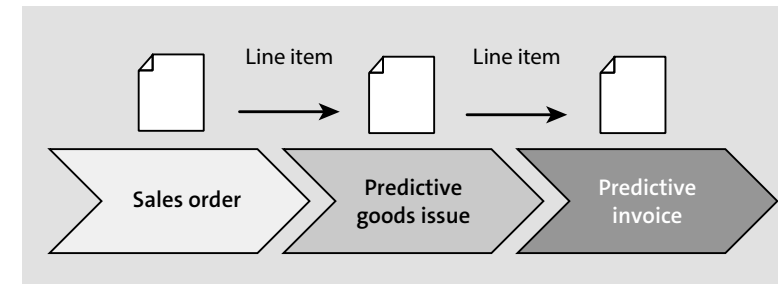 Line item
Line item
Sales order
Predictive
goods issue
Predictive
invoice